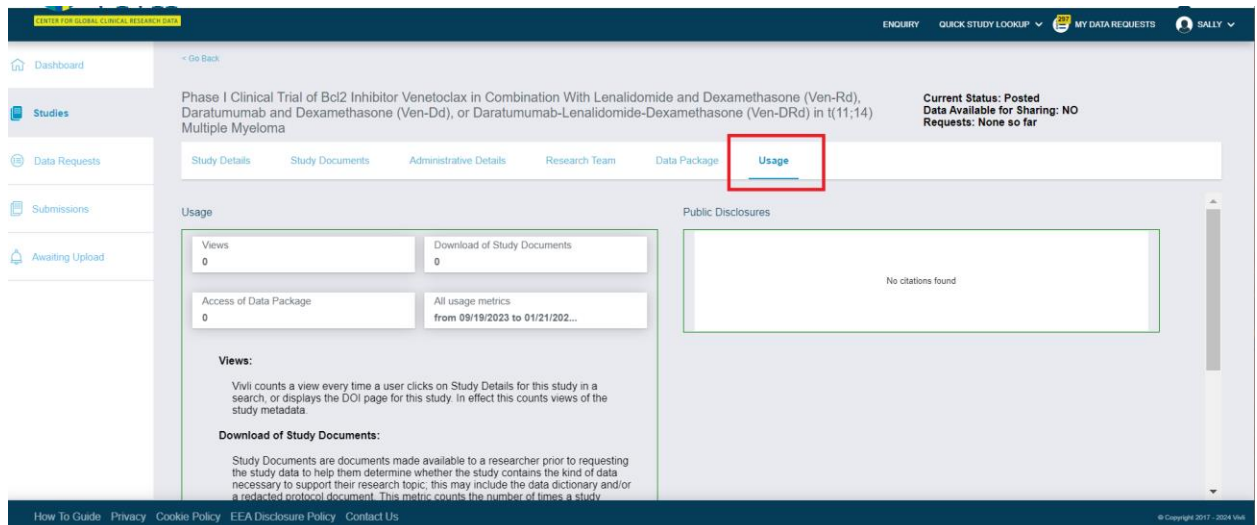 CENTER FOR GLOBAL CLINICAL RESEARCH DATA
ENQUIRY QUICK STUDY LOOKUP 297 MY DATA REQUESTS SALLY
Dashboard
Studies
Data Requests
Submissions
Awaiting Upload
< Go Back
Phase I Clinical Trial of Bcl2 Inhibitor Venetoclax in Combination With Lenalidomide and Dexamethasone (Ven-Rd),
Daratumumab and Dexamethasone (Ven-Dd), or Daratumumab-Lenalidomide-Dexamethasone (Ven-DRd) in t(11;14)
Multiple Myeloma
Current Status: Posted
Data Available for Sharing: NO
Requests: None so far
Study Details Study Documents Administrative Details Research Team Data Package Usage
Usage
Views
0
Download of Study Documents
0
Access of Data Package
0
All usage metrics
from 09/19/2023 to 01/21/202...
Views:
Vivli counts a view every time a user clicks on Study Details for this study in a
search, or displays the DOI page for this study. In effect this counts views of the
study metadata.
Download of Study Documents:
Study Documents are documents made available to a researcher prior to requesting
the study data to help them determine whether the study contains the kind of data
necessary to support their research topic; this may include the data dictionary and/or
a redacted protocol document. This metric counts the number of times a study
Public Disclosures
No citations found
How To Guide Privacy Cookie Policy EEA Disclosure Policy Contact Us
© Copyright 2017 - 2024 Vivli